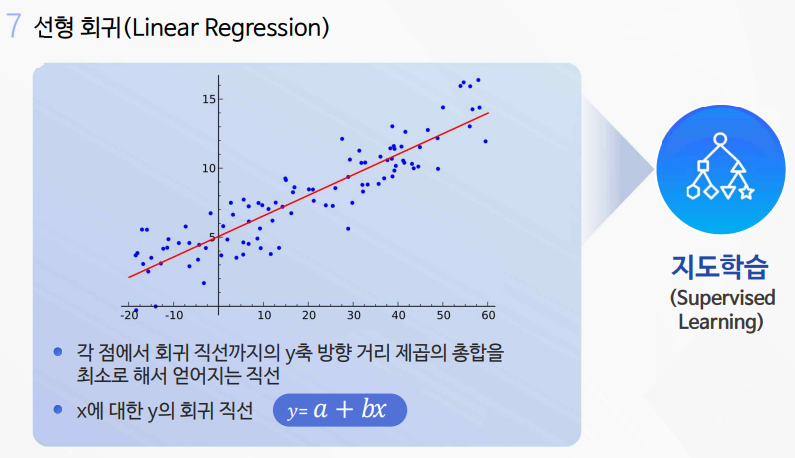 7 선형 회귀(Linear Regression)
15
10
5
-20 -10 10 20 30 40 50 60
지도학습
(Supervised
Learning)
각 점에서 회귀 직선까지의 y축 방향 거리 제곱의 총합을
최소로 해서 얻어지는 직선
x에 대한 y의 회귀 직선 y= a + bx